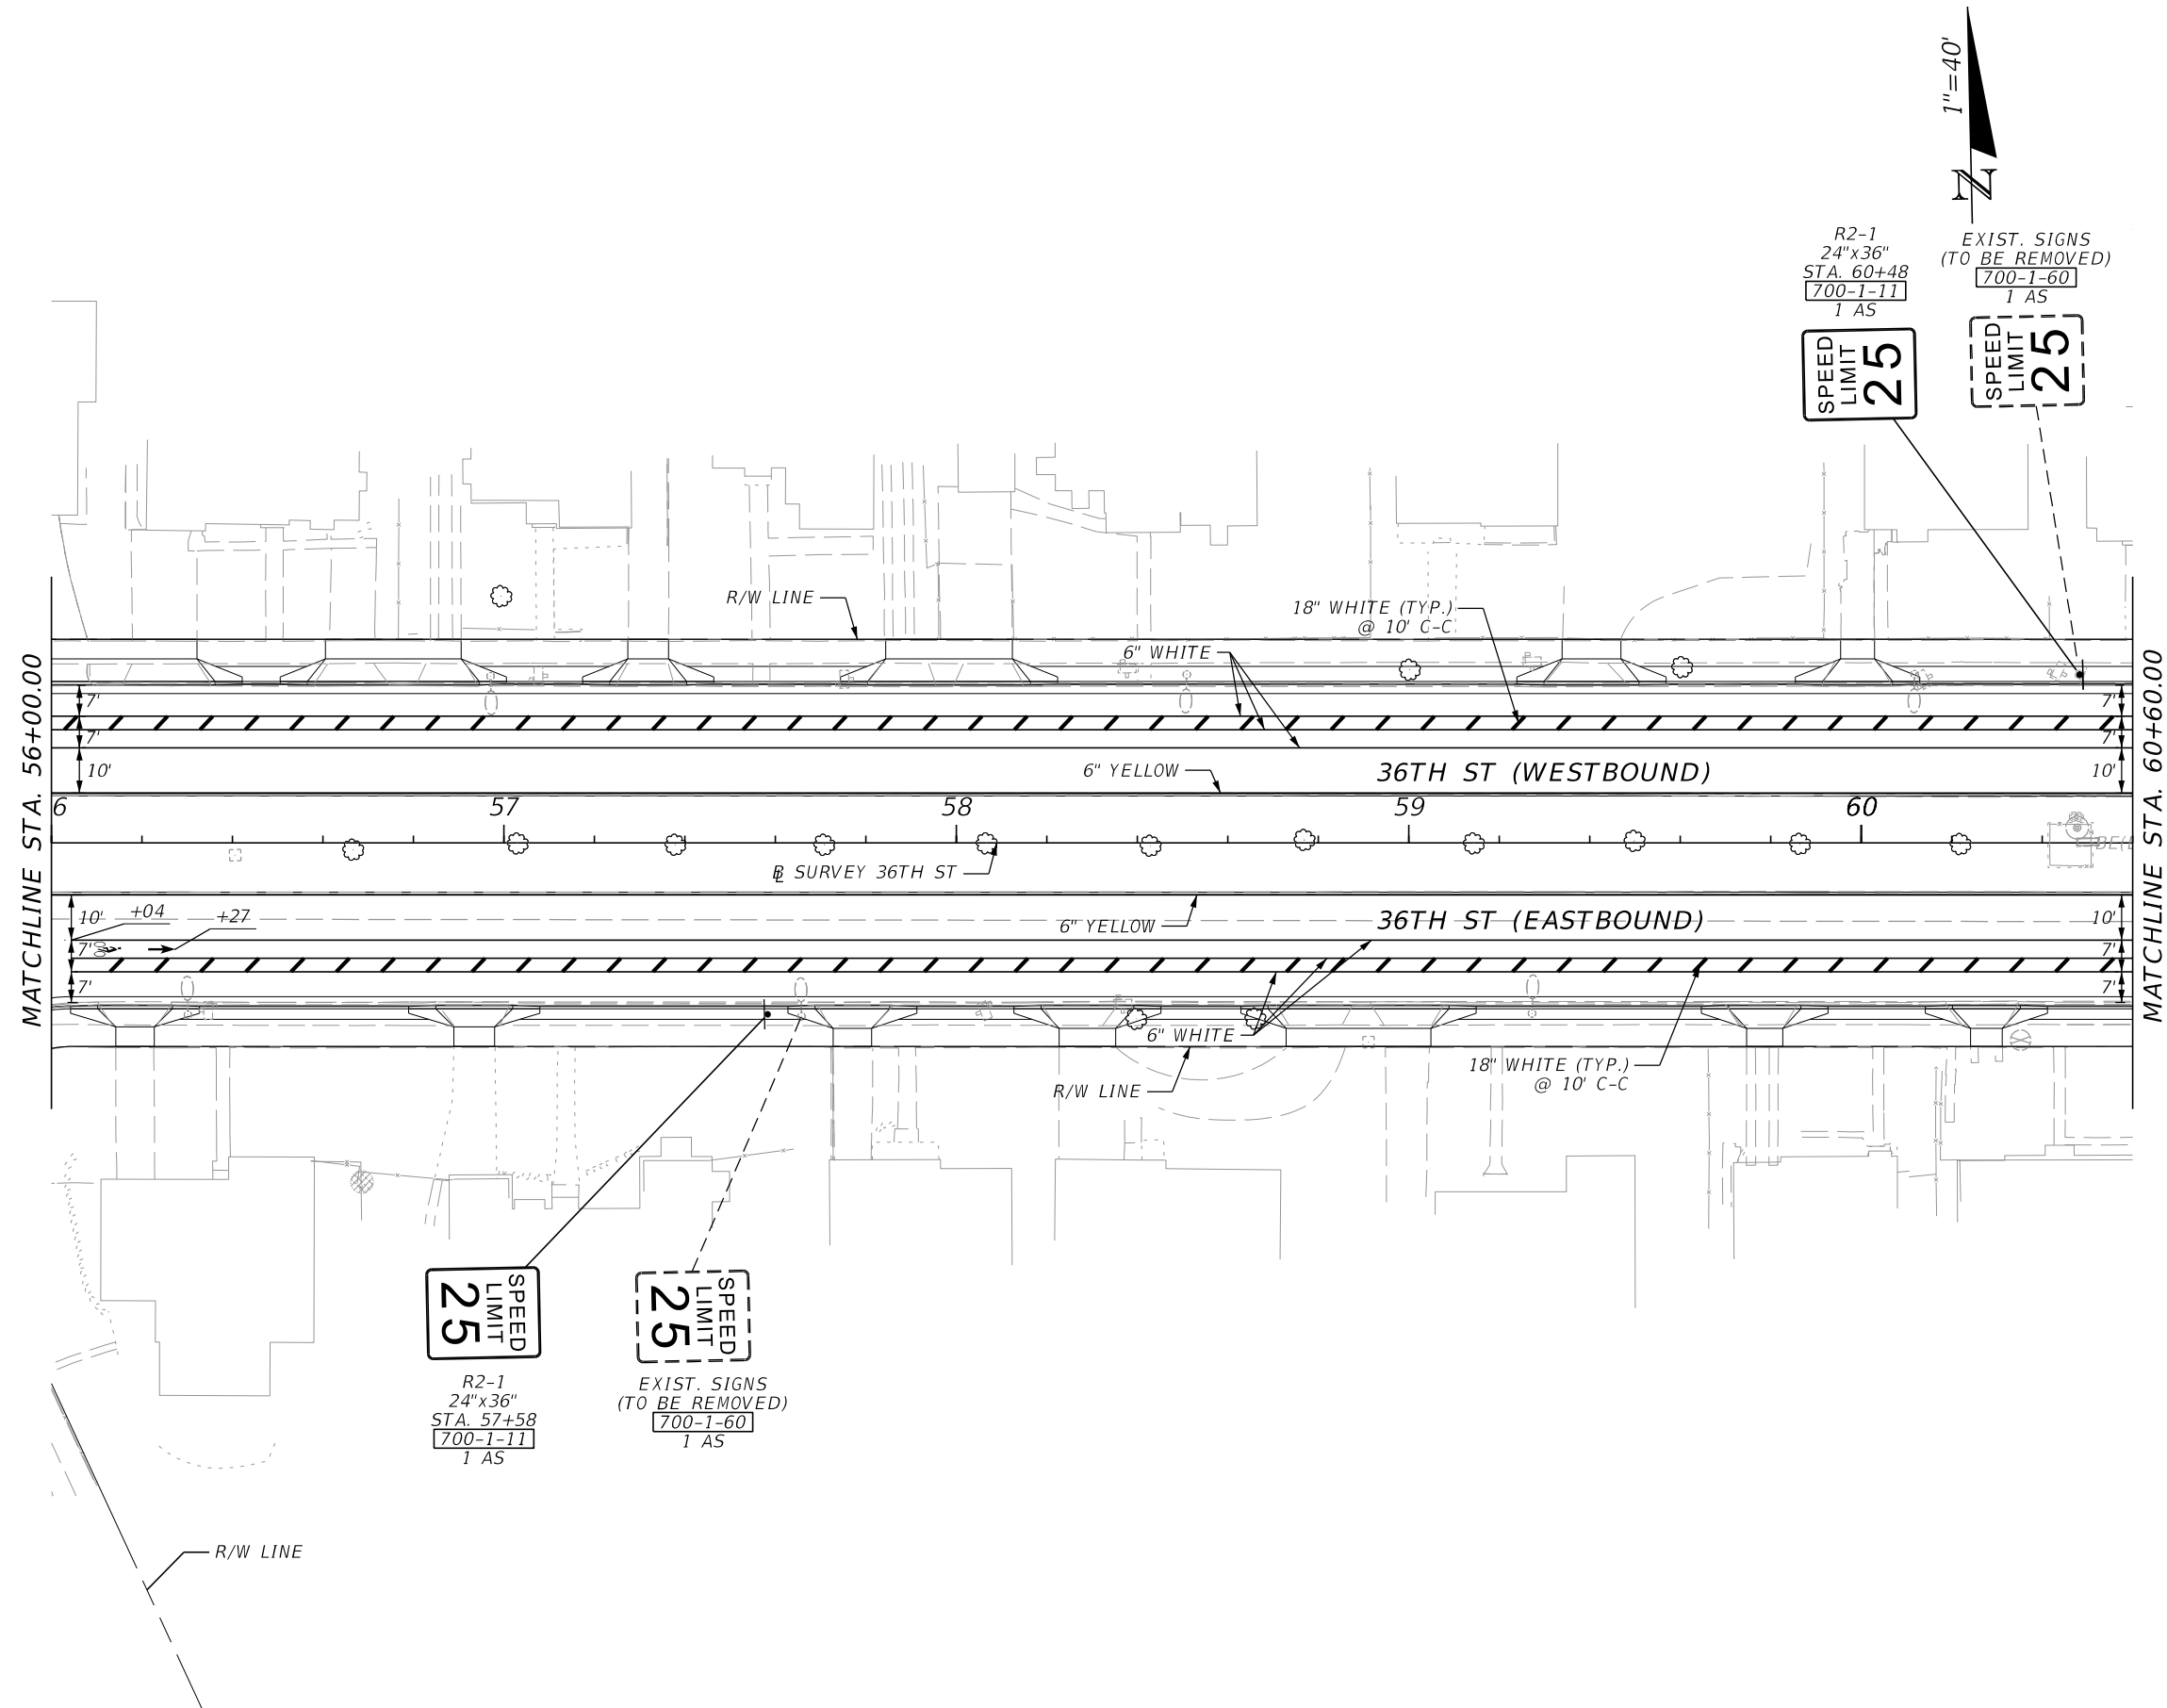 1"=40'
N
R2-1
24"x36"
STA. 60+48
700-1-11
1 AS
SPEED
LIMIT
25
EXIST. SIGNS
(TO BE REMOVED)
700-1-60
1 AS
SPEED
LIMIT
25
R/W LINE
18" WHITE (TYP.)
@ 10' C-C
6" WHITE
MATCHLINE STA. 56+00.00
MATCHLINE STA. 60+60.00
7'
7'
10'
7'
7'
10'
6" YELLOW
36TH ST (WESTBOUND)
6
57
58
59
60
BL SURVEY 36TH ST
10'
+04
+27
7'
7'
6" YELLOW
36TH ST (EASTBOUND)
10'
7'
7'
6" WHITE
18" WHITE (TYP.)
@ 10' C-C
R/W LINE
SPEED
LIMIT
25
R2-1
24"x36"
STA. 57+58
700-1-11
1 AS
SPEED
LIMIT
25
EXIST. SIGNS
(TO BE REMOVED)
700-1-60
1 AS
R/W LINE